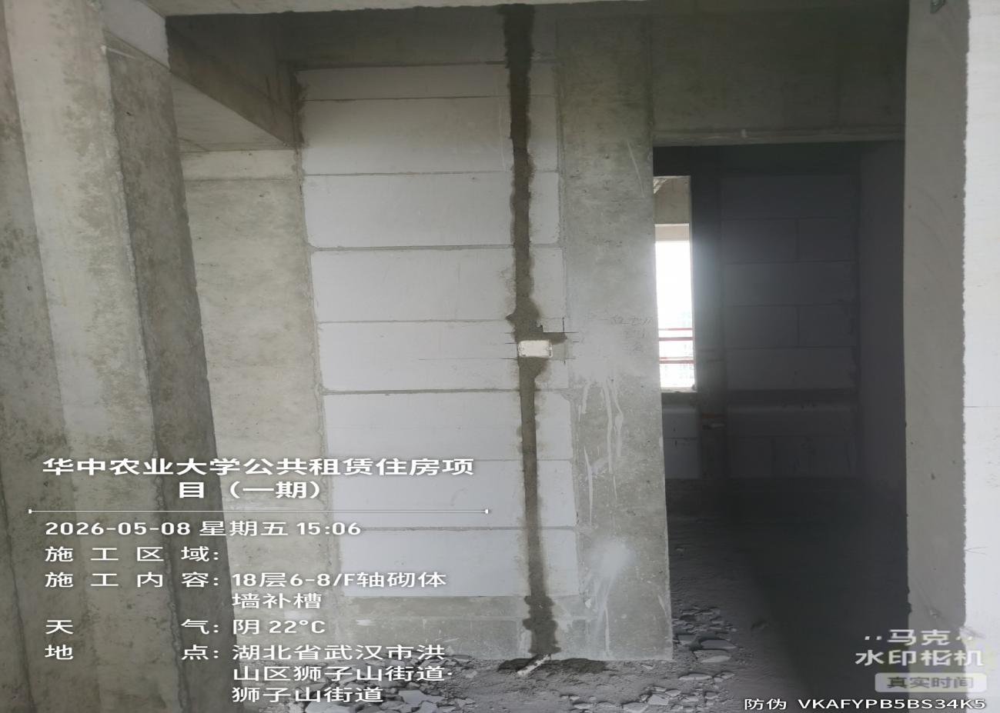 华中农业大学公共租赁住房项
目（一期）
2026-05-08 星期五 15:06
施工区域:
施工内容: 18层6-8/F轴砌体
墙补槽
天气: 阴 22°C
地点: 湖北省武汉市洪
山区狮子山街道·
狮子山街道
马克
水印相机
真实时间
防伪 VKAFYPB5BS34K5